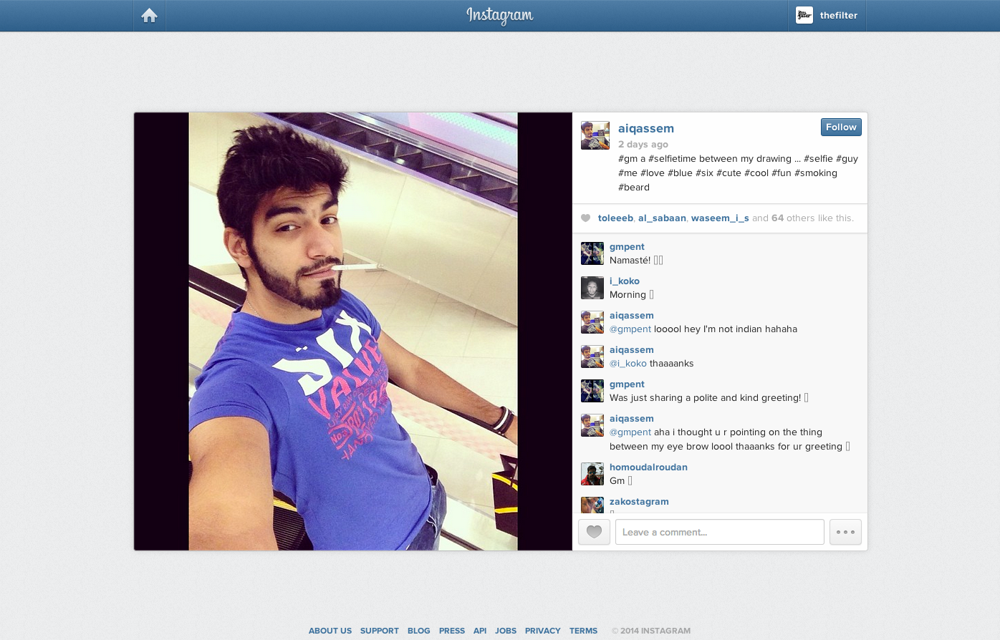 Instagram
the filter
thefilter
aiqassem
Follow
2 days ago
#gm a #selfietime between my drawing ... #selfie #guy
#me #love #blue #six #cute #cool #fun #smoking
#beard
toleeeb, al_sabaan, waseem_i_s and 64 others like this.
gmpent
Namasté!
i_koko
Morning
aiqassem
@gmpent looool hey I'm not indian hahaha
aiqassem
@i_koko thaaaanks
gmpent
Was just sharing a polite and kind greeting!
aiqassem
@gmpent aha i thought u r pointing on the thing
between my eye brow loool thaaanks for ur greeting
homoudalroudan
Gm
zakostagram
Leave a comment...
SIX
VALVES
ABOUT US SUPPORT BLOG PRESS API JOBS PRIVACY TERMS © 2014 INSTAGRAM